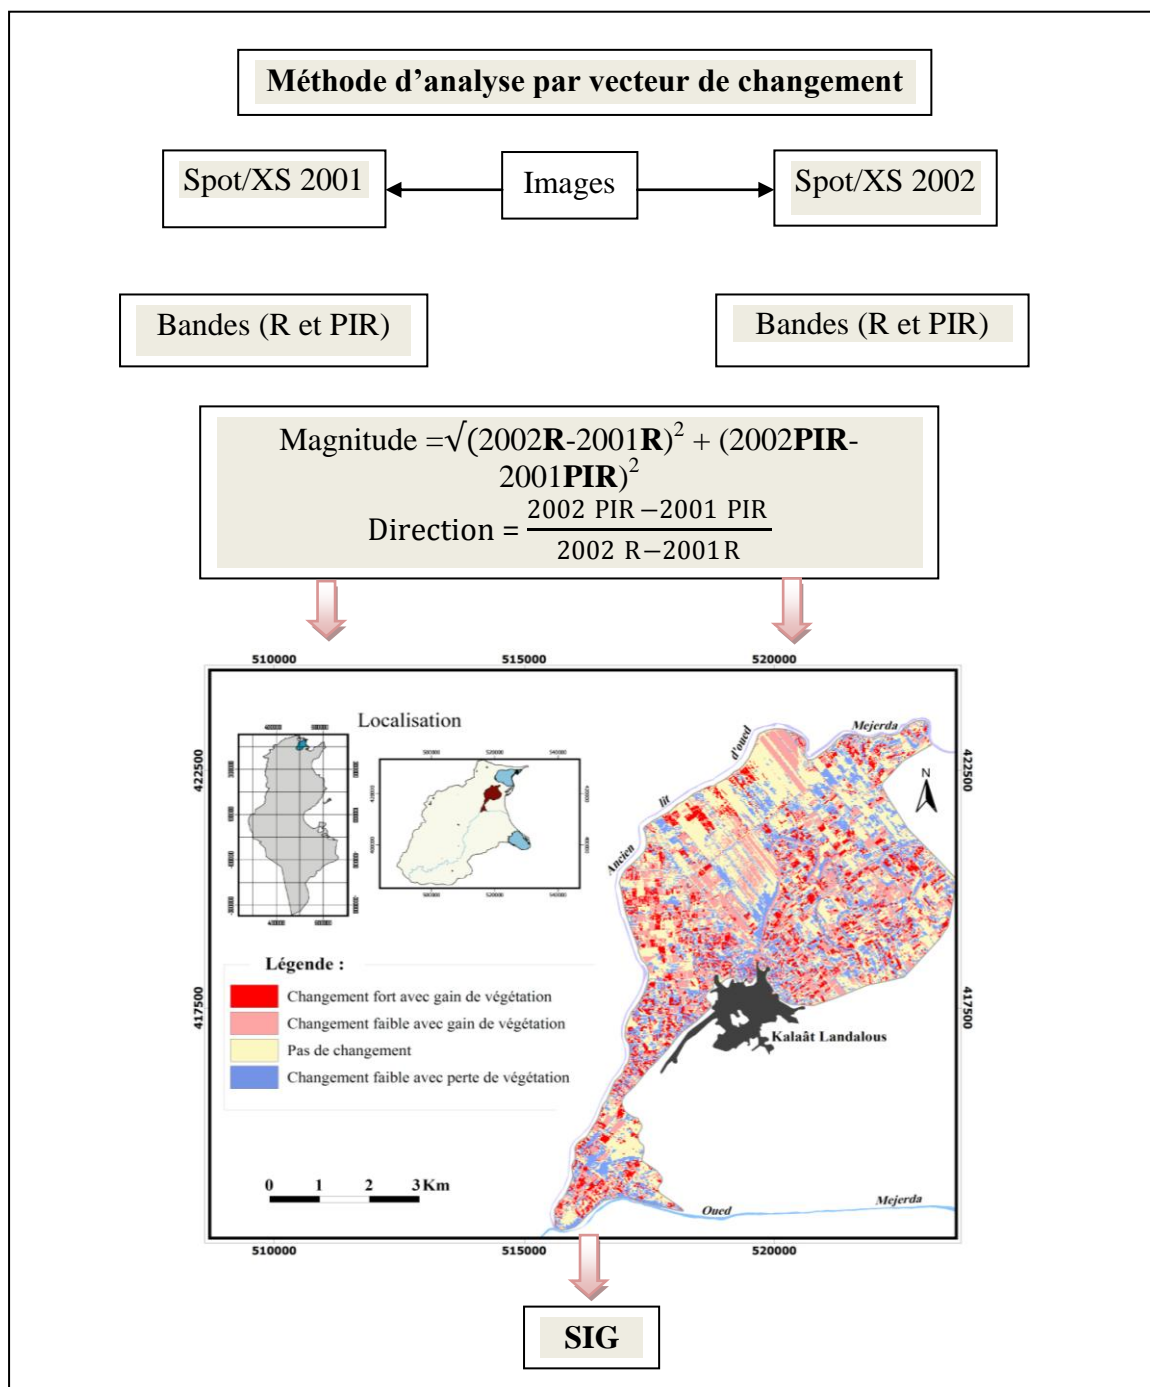 Méthode d'analyse par vecteur de changement
Spot/XS 2001
Images
Spot/XS 2002
Bandes (R et PIR)
Bandes (R et PIR)
Magnitude =√(2002R-2001R)² + (2002PIR-
2001PIR)²
Direction = 2002 PIR – 2001 PIR
2002 R – 2001 R
510000 515000 520000
Localisation
Ancien lit d'oued Mejerda
422500
422500
N
520000
540000
520000
540000
Légende :
Changement fort avec gain de végétation
Changement faible avec gain de végétation
Pas de changement
Changement faible avec perte de végétation
417500
417500
Kalaât Landalous
0 1 2 3 Km
Oued Mejerda
510000 515000 520000
SIG